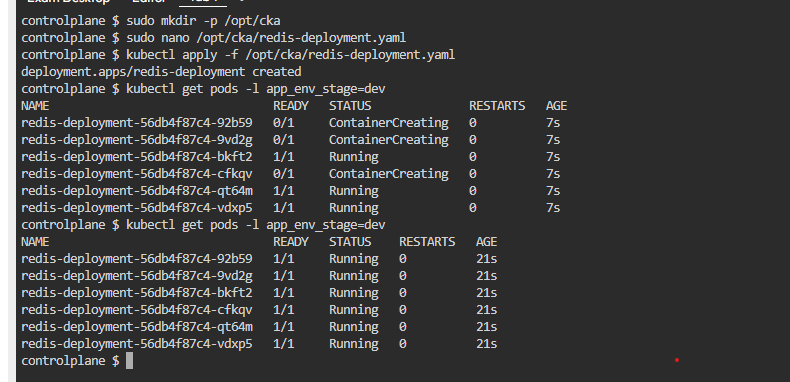 controlplane $ sudo mkdir -p /opt/cka
controlplane $ sudo nano /opt/cka/redis-deployment.yaml
controlplane $ kubectl apply -f /opt/cka/redis-deployment.yaml
deployment.apps/redis-deployment created
controlplane $ kubectl get pods -l app_env_stage=dev
NAME READY STATUS RESTARTS AGE
redis-deployment-56db4f87c4-92b59 0/1 ContainerCreating 0 7s
redis-deployment-56db4f87c4-9vd2g 0/1 ContainerCreating 0 7s
redis-deployment-56db4f87c4-bkft2 1/1 Running 0 7s
redis-deployment-56db4f87c4-cfkqv 0/1 ContainerCreating 0 7s
redis-deployment-56db4f87c4-qt64m 1/1 Running 0 7s
redis-deployment-56db4f87c4-vdxp5 1/1 Running 0 7s
controlplane $ kubectl get pods -l app_env_stage=dev
NAME READY STATUS RESTARTS AGE
redis-deployment-56db4f87c4-92b59 1/1 Running 0 21s
redis-deployment-56db4f87c4-9vd2g 1/1 Running 0 21s
redis-deployment-56db4f87c4-bkft2 1/1 Running 0 21s
redis-deployment-56db4f87c4-cfkqv 1/1 Running 0 21s
redis-deployment-56db4f87c4-qt64m 1/1 Running 0 21s
redis-deployment-56db4f87c4-vdxp5 1/1 Running 0 21s
controlplane $